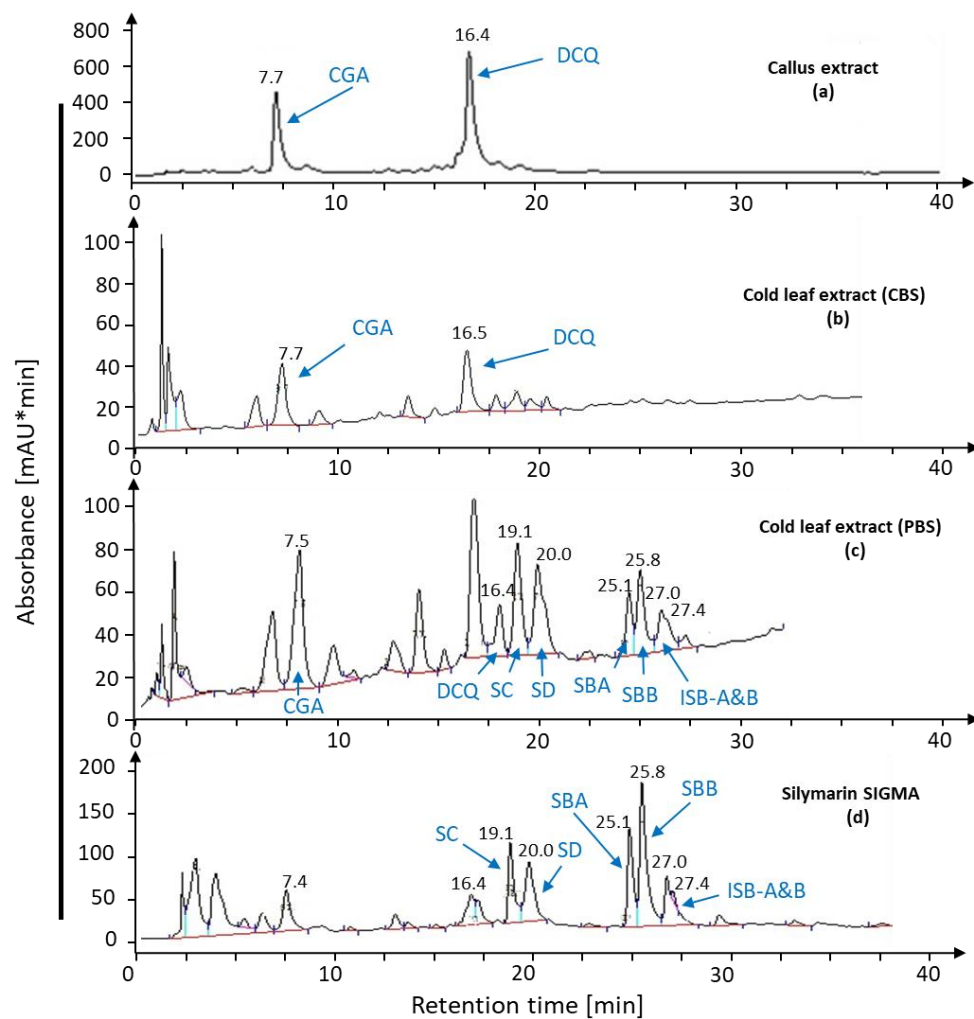 Absorbance [mAU*min]
800
600
400
200
0
7.7
CGA
16.4
DCQ
Callus extract
(a)
0 10 20 30 40
100
80
60
40
20
0
CGA
7.7
16.5
DCQ
Cold leaf extract (CBS)
(b)
0 10 20 30 40
100
80
60
40
20
0
7.5
CGA
16.4
19.1
20.0
25.1
25.8
27.0
27.4
DCQ SC SD SBA SBB ISB-A&B
Cold leaf extract (PBS)
(c)
0 10 20 30 40
200
150
100
50
0
7.4
16.4
SC
19.1
20.0
SD
SBA
25.1
25.8
SBB
27.0
27.4
ISB-A&B
Silymarin SIGMA
(d)
0 10 20 30 40
Retention time [min]